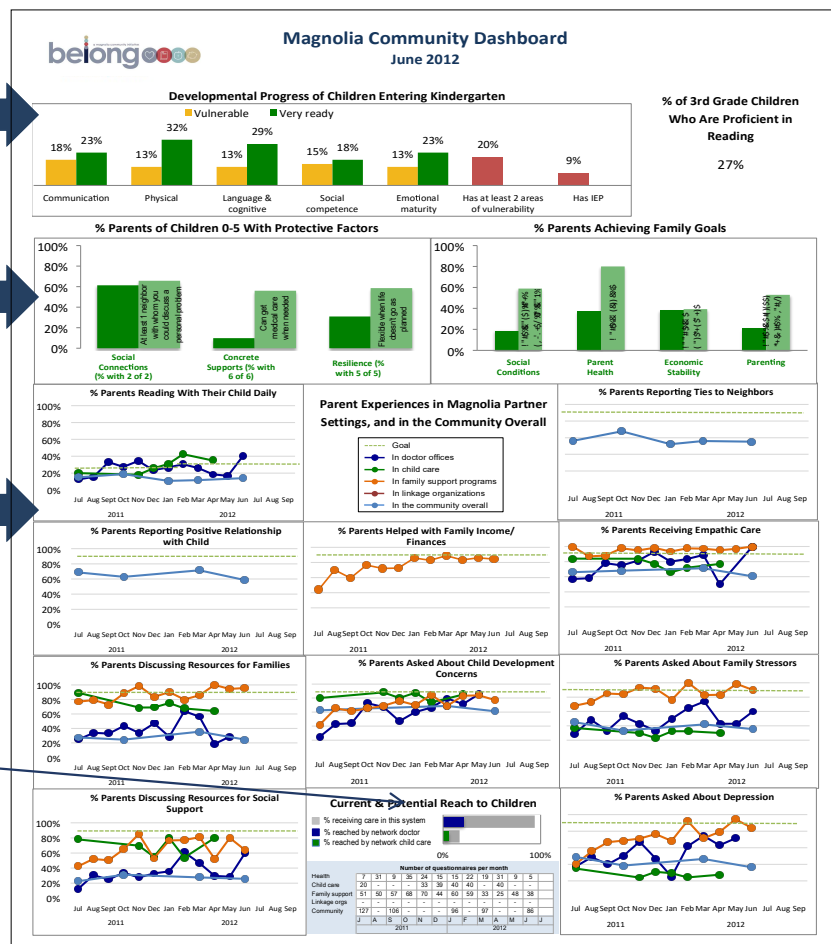 belong
a magnolia community initiative
Magnolia Community Dashboard
June 2012
Developmental Progress of Children Entering Kindergarten
Vulnerable Very ready
18% 23% 13% 32% 13% 29% 15% 18% 13% 23% 20% 9%
Communication Physical Language & cognitive Social competence Emotional maturity Has at least 2 areas of vulnerability Has IEP
% of 3rd Grade Children
Who Are Proficient in
Reading
27%
% Parents of Children 0-5 With Protective Factors
100%
80%
60%
40%
20%
0%
At least 1 neighbor
with whom you
could discuss a
personal problem
Can get
medical care
when needed
Flexible when life
doesn't go as
planned
Social
Connections
(% with 2 of 2)
Concrete
Supports (% with
6 of 6)
Resilience (%
with 5 of 5)
% Parents Achieving Family Goals
100%
80%
60%
40%
20%
0%
Social
Conditions
Parent
Health
Economic
Stability
Parenting
% Parents Reading With Their Child Daily
100%
80%
60%
40%
20%
0%
Jul Aug Sept Oct Nov Dec Jan Feb Mar Apr May Jun Jul Aug Sep
2011 2012
Parent Experiences in Magnolia Partner
Settings, and in the Community Overall
Goal
In doctor offices
In child care
In family support programs
In linkage organizations
In the community overall
% Parents Reporting Ties to Neighbors
Jul Aug Sept Oct Nov Dec Jan Feb Mar Apr May Jun Jul Aug Sep
2011 2012
% Parents Reporting Positive Relationship
with Child
100%
80%
60%
40%
20%
0%
Jul Aug Sept Oct Nov Dec Jan Feb Mar Apr May Jun Jul Aug Sep
2011 2012
% Parents Helped with Family Income/
Finances
Jul Aug Sept Oct Nov Dec Jan Feb Mar Apr May Jun Jul Aug Sep
2011 2012
% Parents Receiving Empathic Care
Jul Aug Sept Oct Nov Dec Jan Feb Mar Apr May Jun Jul Aug Sep
2011 2012
% Parents Discussing Resources for Families
100%
80%
60%
40%
20%
0%
Jul Aug Sept Oct Nov Dec Jan Feb Mar Apr May Jun Jul Aug Sep
2011 2012
% Parents Asked About Child Development
Concerns
Jul Aug Sept Oct Nov Dec Jan Feb Mar Apr May Jun Jul Aug Sep
2011 2012
% Parents Asked About Family Stressors
Jul Aug Sept Oct Nov Dec Jan Feb Mar Apr May Jun Jul Aug Sep
2011 2012
% Parents Discussing Resources for Social
Support
100%
80%
60%
40%
20%
0%
Jul Aug Sept Oct Nov Dec Jan Feb Mar Apr May Jun Jul Aug Sep
2011 2012
Current & Potential Reach to Children
% receiving care in this system
% reached by network doctor
% reached by network child care
0% 100%
Number of questionnaires per month
Health 7 31 9 35 24 15 15 22 19 31 9 5
Child care 20 - - - 33 39 40 40 - 40 - -
Family support 51 50 57 68 70 44 60 59 33 25 48 38
Linkage orgs - - - - - - - - - - - -
Community 127 - 106 - - - 96 - 97 - - 86
J A S O N D J F M A M J J
2011 2012
% Parents Asked About Depression
Jul Aug Sept Oct Nov Dec Jan Feb Mar Apr May Jun Jul Aug Sep
2011 2012